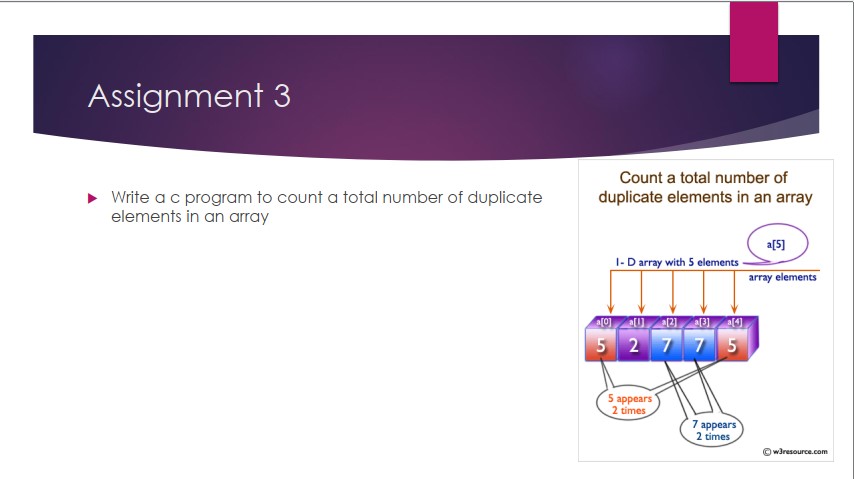 Assignment 3
Write a c program to count a total number of duplicate
elements in an array
Count a total number of
duplicate elements in an array
a[5]
1- D array with 5 elements
array elements
a[0] a[1] a[2] a[3] a[4]
5 2 7 7 5
5 appears
2 times
7 appears
2 times
© w3resource.com